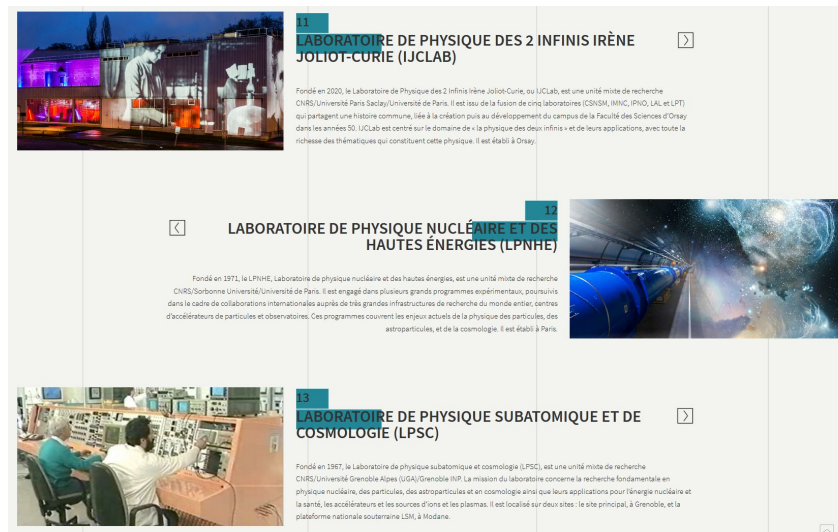 11
LABORATOIRE DE PHYSIQUE DES 2 INFINIS IRÈNE
JOLIOT-CURIE (IJCLAB)
Fondé en 2020, le Laboratoire de Physique des 2 Infinis Irène Joliot-Curie, ou IJCLab, est une unité mixte de recherche
CNRS/Université Paris Saclay/Université de Paris. Il est issu de la fusion de cinq laboratoires (CSNSM, IMNC, IPNO, LAL et LPT)
qui partagent une histoire commune, liée à la création puis au développement du campus de la Faculté des Sciences d'Orsay
dans les années 50. IJCLab est centré sur le domaine de « la physique des deux infinis » et de leurs applications, avec toute la
richesse des thématiques qui constituent cette physique. Il est établi à Orsay.
12
LABORATOIRE DE PHYSIQUE NUCLÉAIRE ET DES
HAUTES ÉNERGIES (LPNHE)
Fondé en 1971, le LPNHE, Laboratoire de physique nucléaire et des hautes énergies, est une unité mixte de recherche
CNRS/Sorbonne Université/Université de Paris. Il est engagé dans plusieurs grands programmes expérimentaux, poursuivis
dans le cadre de collaborations internationales auprès de très grandes infrastructures de recherche du monde entier, centres
d'accélérateurs de particules et observatoires. Ces programmes couvrent les enjeux actuels de la physique des particules, des
astroparticules, et de la cosmologie. Il est établi à Paris.
13
LABORATOIRE DE PHYSIQUE SUBATOMIQUE ET DE
COSMOLOGIE (LPSC)
Fondé en 1967, le Laboratoire de physique subatomique et cosmologie (LPSC), est une unité mixte de recherche
CNRS/Université Grenoble Alpes (UGA)/Grenoble INP. La mission du laboratoire concerne la recherche fondamentale en
physique nucléaire, des particules, des astroparticules et en cosmologie ainsi que leurs applications pour l'énergie nucléaire et
la santé, les accélérateurs et les sources d'ions et les plasmas. Il est localisé sur deux sites : le site principal, à Grenoble, et la
plateforme nationale souterraine LSM, à Modane.